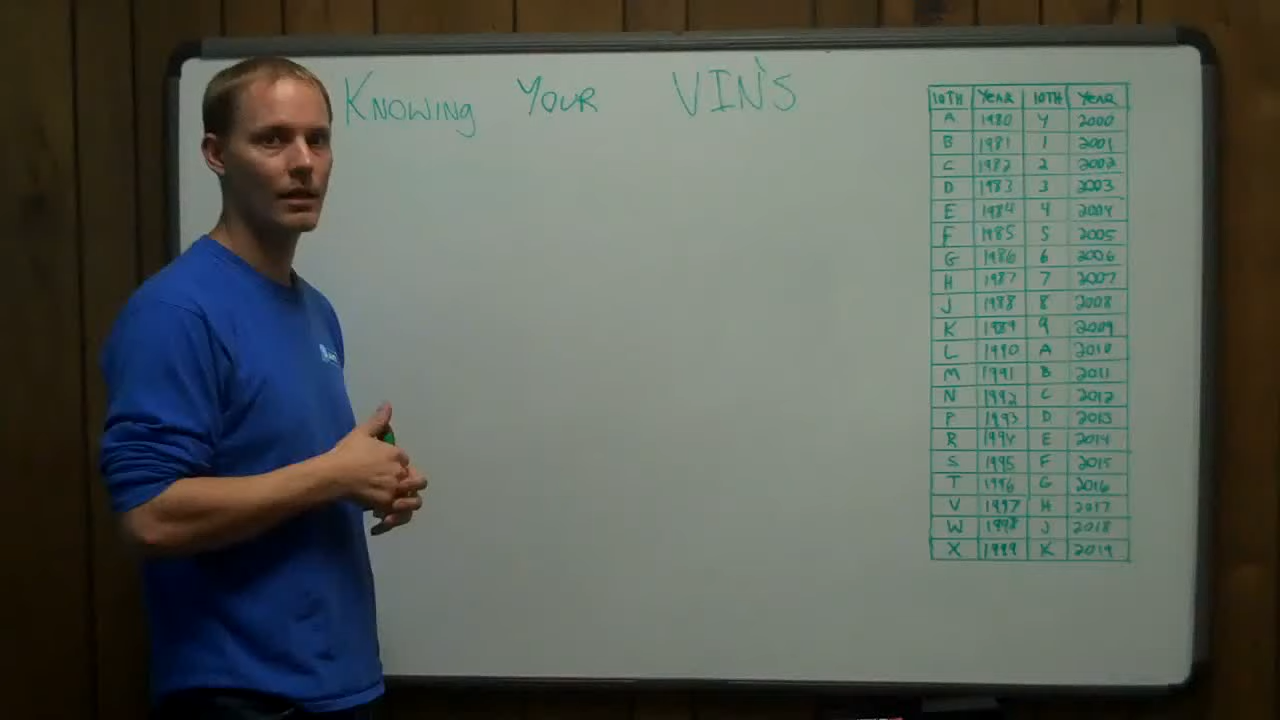 KNOWING YOUR VIN'S
10TH YEAR 10TH YEAR
A 1980 Y 2000
B 1981 1 2001
C 1982 2 2002
D 1983 3 2003
E 1984 4 2004
F 1985 5 2005
G 1986 6 2006
H 1987 7 2007
J 1988 8 2008
K 1989 9 2009
L 1990 A 2010
M 1991 B 2011
N 1992 C 2012
P 1993 D 2013
R 1994 E 2014
S 1995 F 2015
T 1996 G 2016
V 1997 H 2017
W 1998 J 2018
X 1999 K 2019